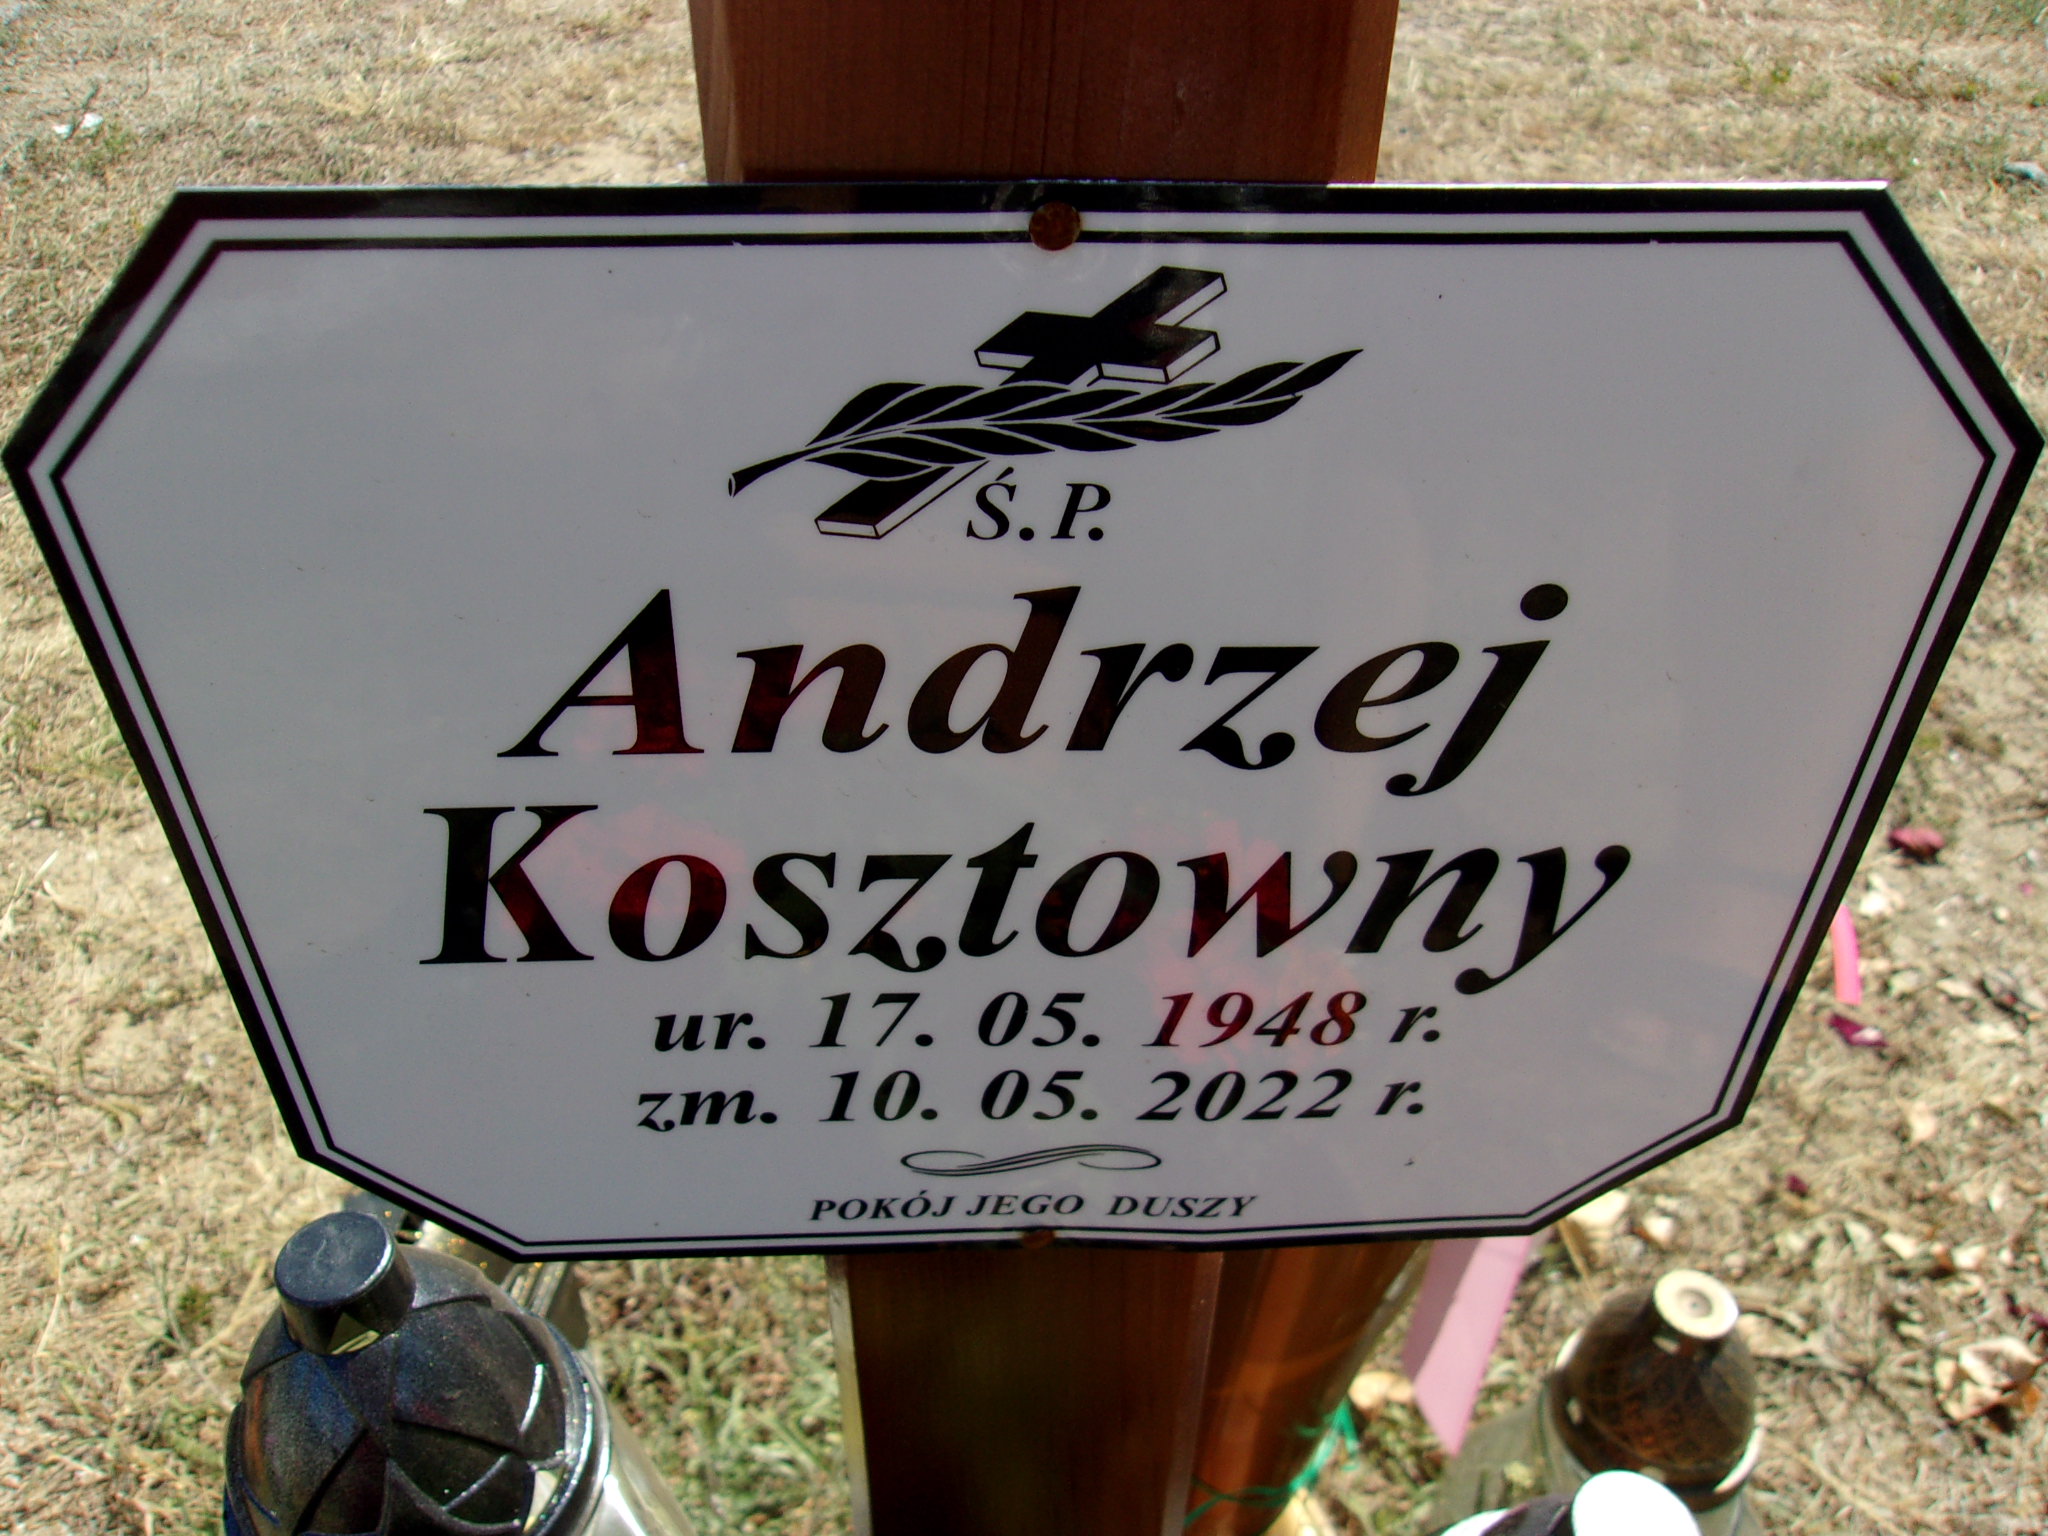 Ś. P.
Andrzej
Kosztowny
ur. 17. 05. 1948 r.
zm. 10. 05. 2022 r.
POKÓJ JEGO DUSZY